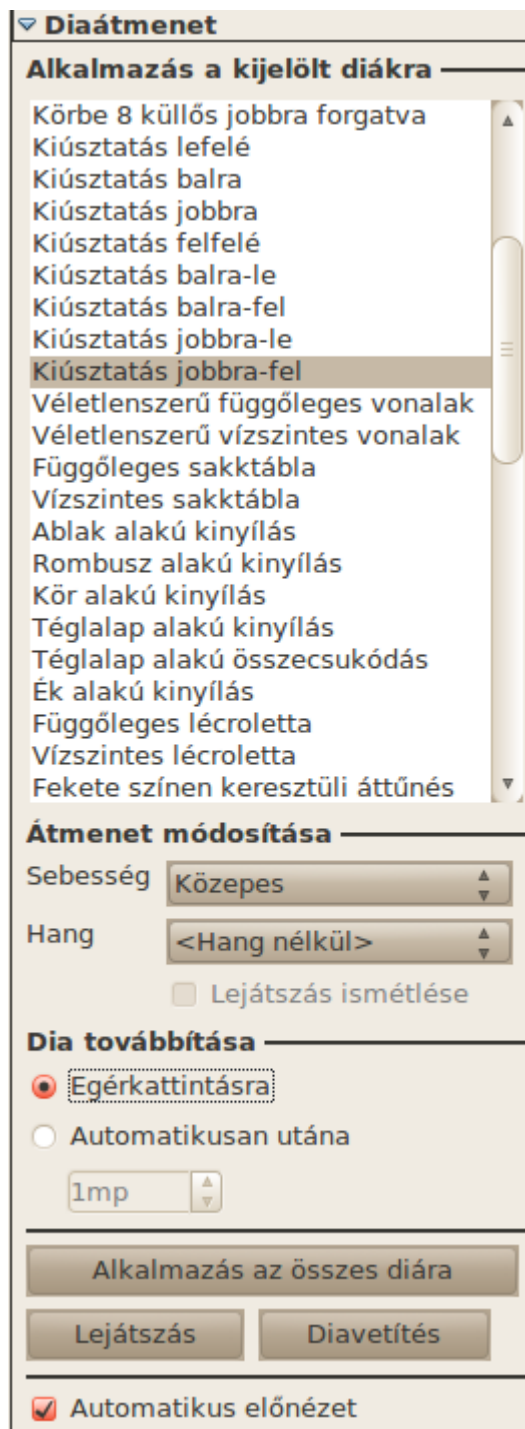 Diaátmenet
Alkalmazás a kijelölt diákra
Körbe 8 küllős jobbra forgatva
Kiúsztatás lefelé
Kiúsztatás balra
Kiúsztatás jobbra
Kiúsztatás felfelé
Kiúsztatás balra-le
Kiúsztatás balra-fel
Kiúsztatás jobbra-le
Kiúsztatás jobbra-fel
Véletlenszerű függőleges vonalak
Véletlenszerű vízszintes vonalak
Függőleges sakktábla
Vízszintes sakktábla
Ablak alakú kinyílás
Rombusz alakú kinyílás
Kör alakú kinyílás
Téglalap alakú kinyílás
Téglalap alakú összecsukódás
Ék alakú kinyílás
Függőleges lécroletta
Vízszintes lécroletta
Fekete színen keresztüli áttűnés
Átmenet módosítása
Sebesség Közepes
Hang <Hang nélkül>
Lejátszás ismétlése
Dia továbbítása
Egérkattintásra
Automatikusan utána
1mp
Alkalmazás az összes diára
Lejátszás Diavetítés
Automatikus előnézet